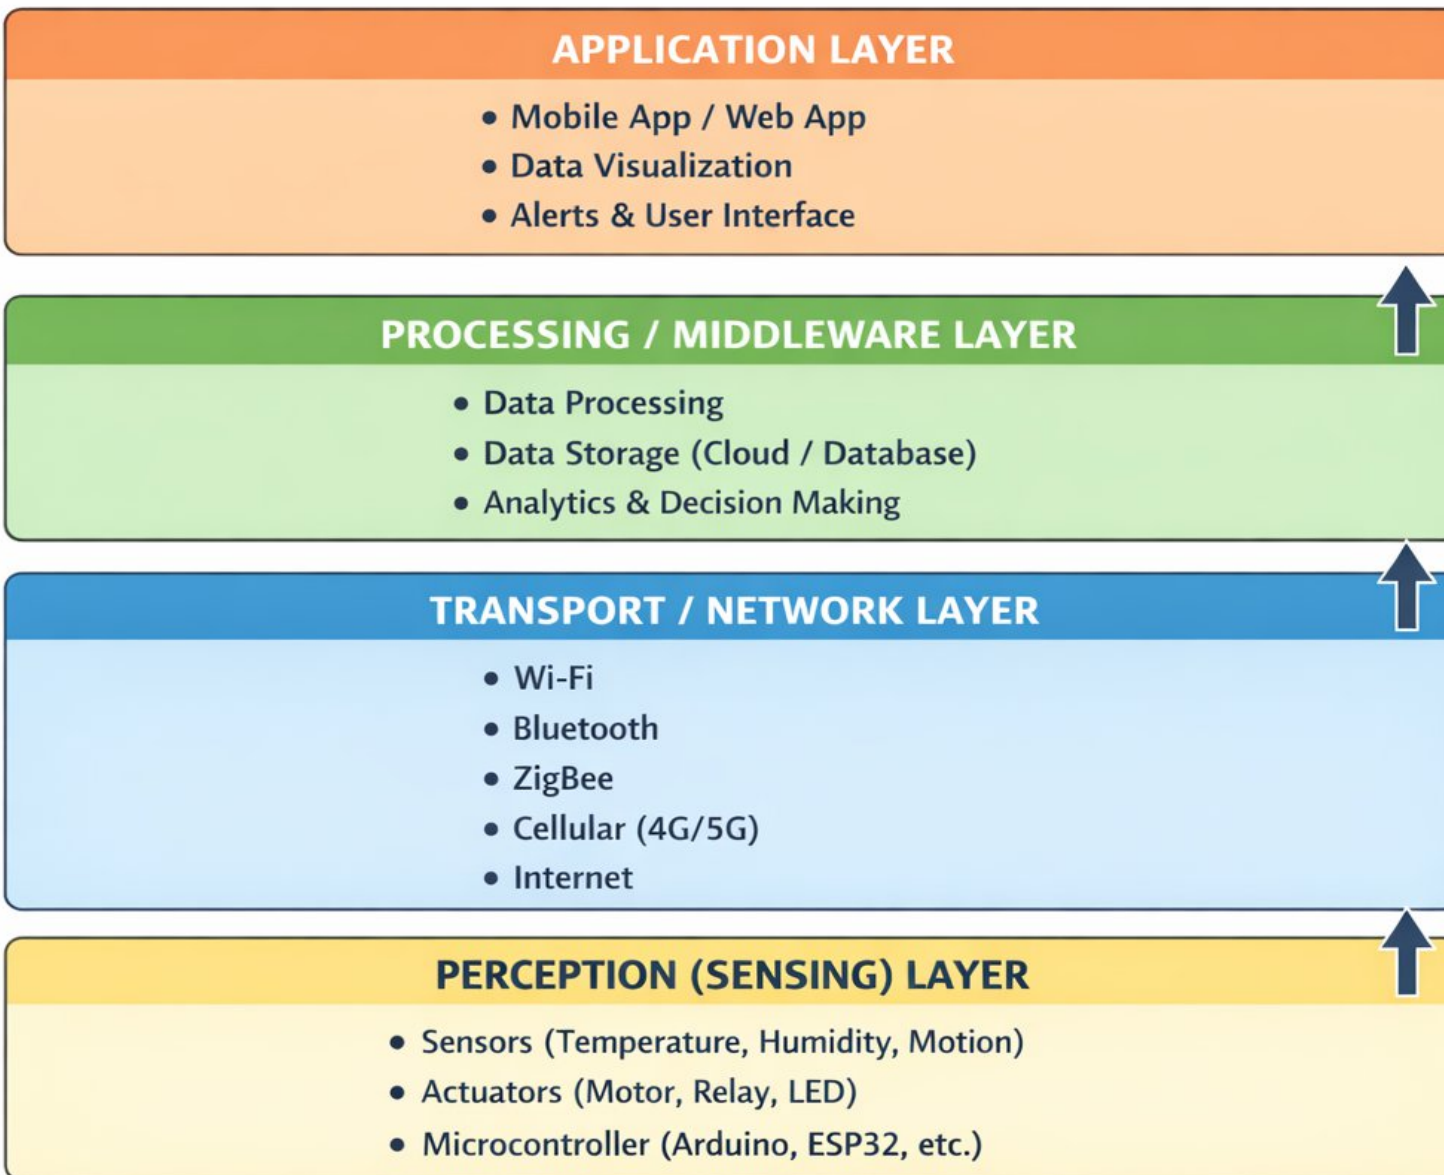 APPLICATION LAYER
• Mobile App / Web App
• Data Visualization
• Alerts & User Interface
PROCESSING / MIDDLEWARE LAYER
• Data Processing
• Data Storage (Cloud / Database)
• Analytics & Decision Making
TRANSPORT / NETWORK LAYER
• Wi-Fi
• Bluetooth
• ZigBee
• Cellular (4G/5G)
• Internet
PERCEPTION (SENSING) LAYER
• Sensors (Temperature, Humidity, Motion)
• Actuators (Motor, Relay, LED)
• Microcontroller (Arduino, ESP32, etc.)